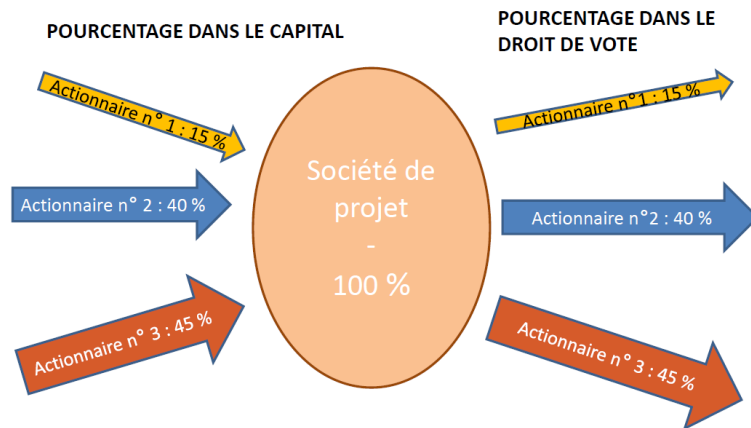 POURCENTAGE DANS LE CAPITAL
POURCENTAGE DANS LE
DROIT DE VOTE
Actionnaire n° 1 : 15 %
Actionnaire n° 2 : 40 %
Actionnaire n° 3 : 45 %
Société de
projet
-
100 %
Actionnaire n°1 : 15 %
Actionnaire n°2 : 40 %
Actionnaire n° 3 : 45 %